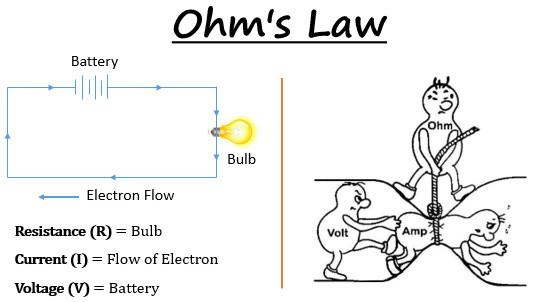 Ohm's Law
Battery
Bulb
Electron Flow
Resistance (R) = Bulb
Current (I) = Flow of Electron
Voltage (V) = Battery
Ohm
Volt
Amp